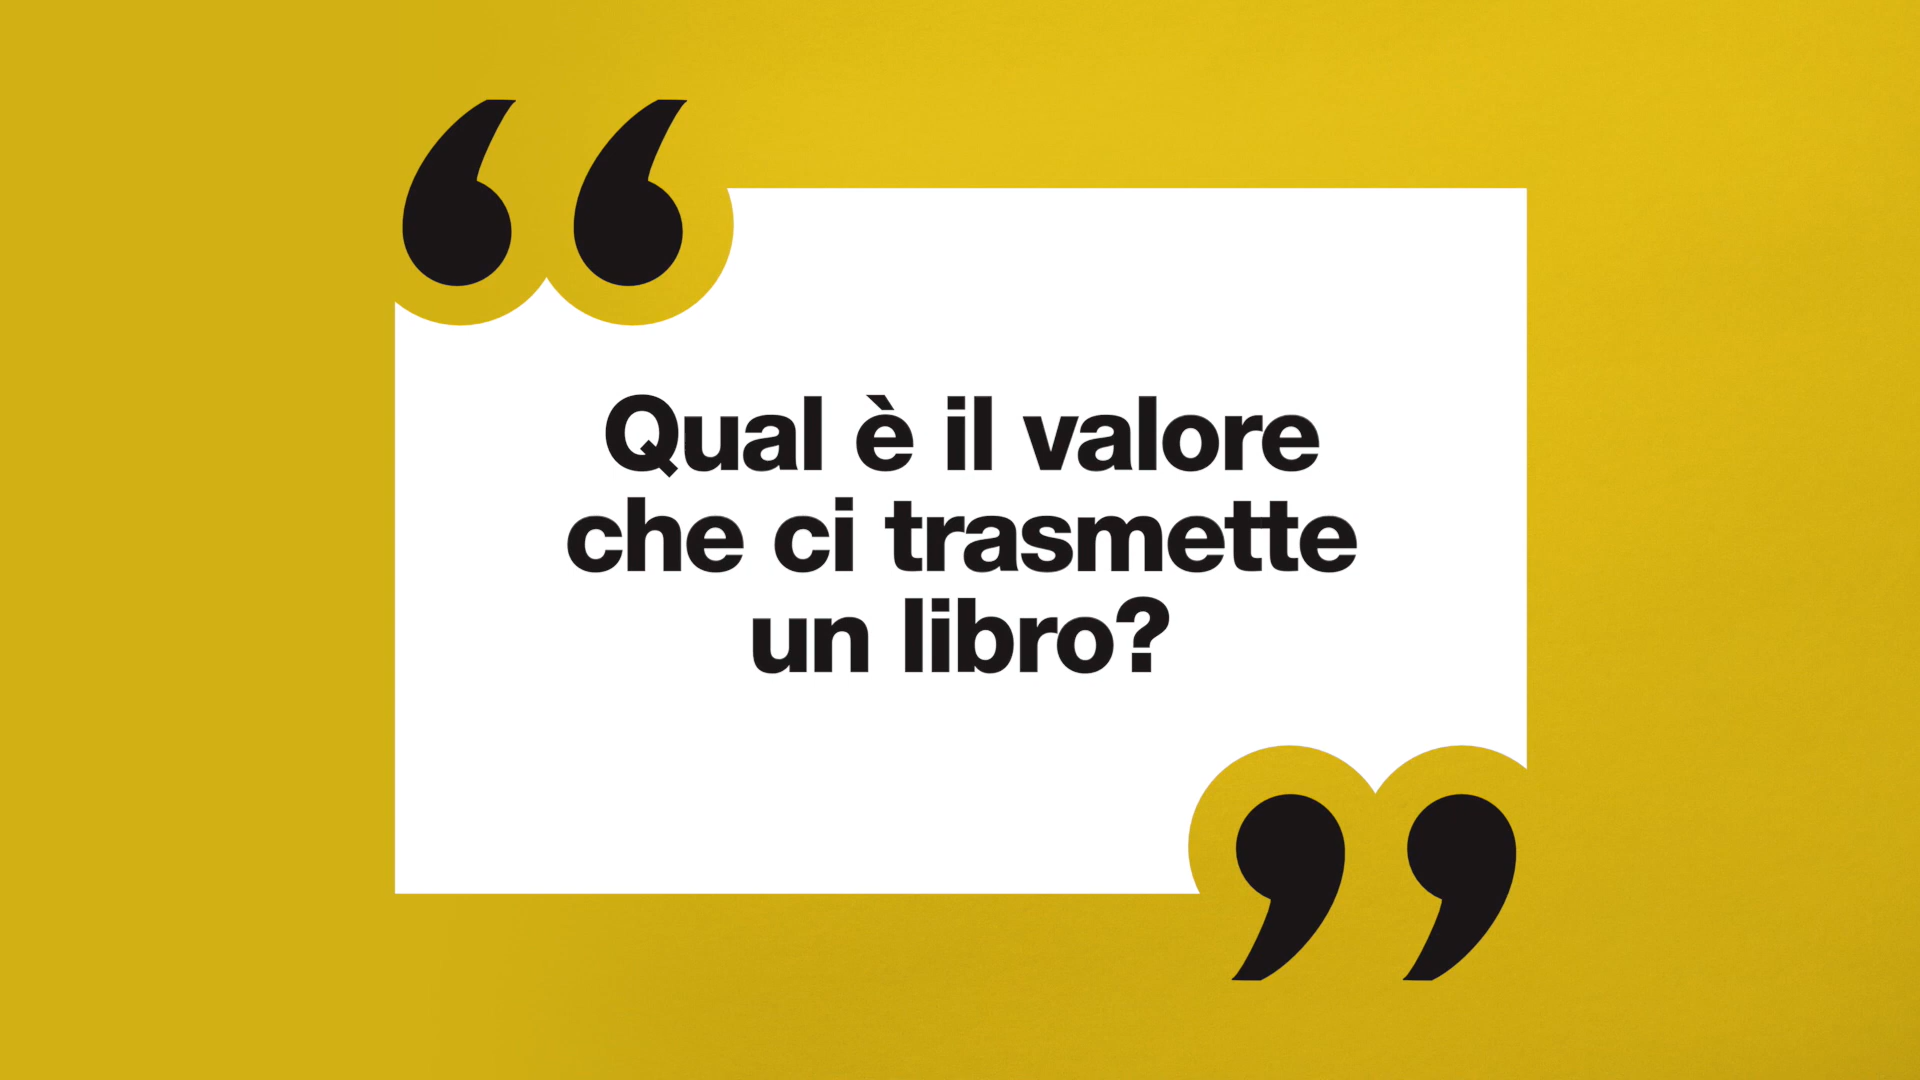 “
Qual è il valore
che ci trasmette
un libro?
”